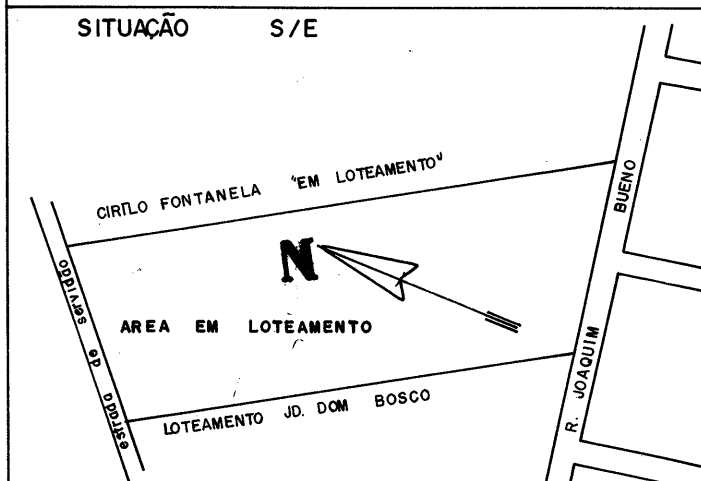 SITUAÇÃO S/E
CIRILO FONTANELA "EM LOTEAMENTO"
BUENO
N
estrada de servidão
AREA EM LOTEAMENTO
R. JOAQUIM
LOTEAMENTO JD. DOM BOSCO